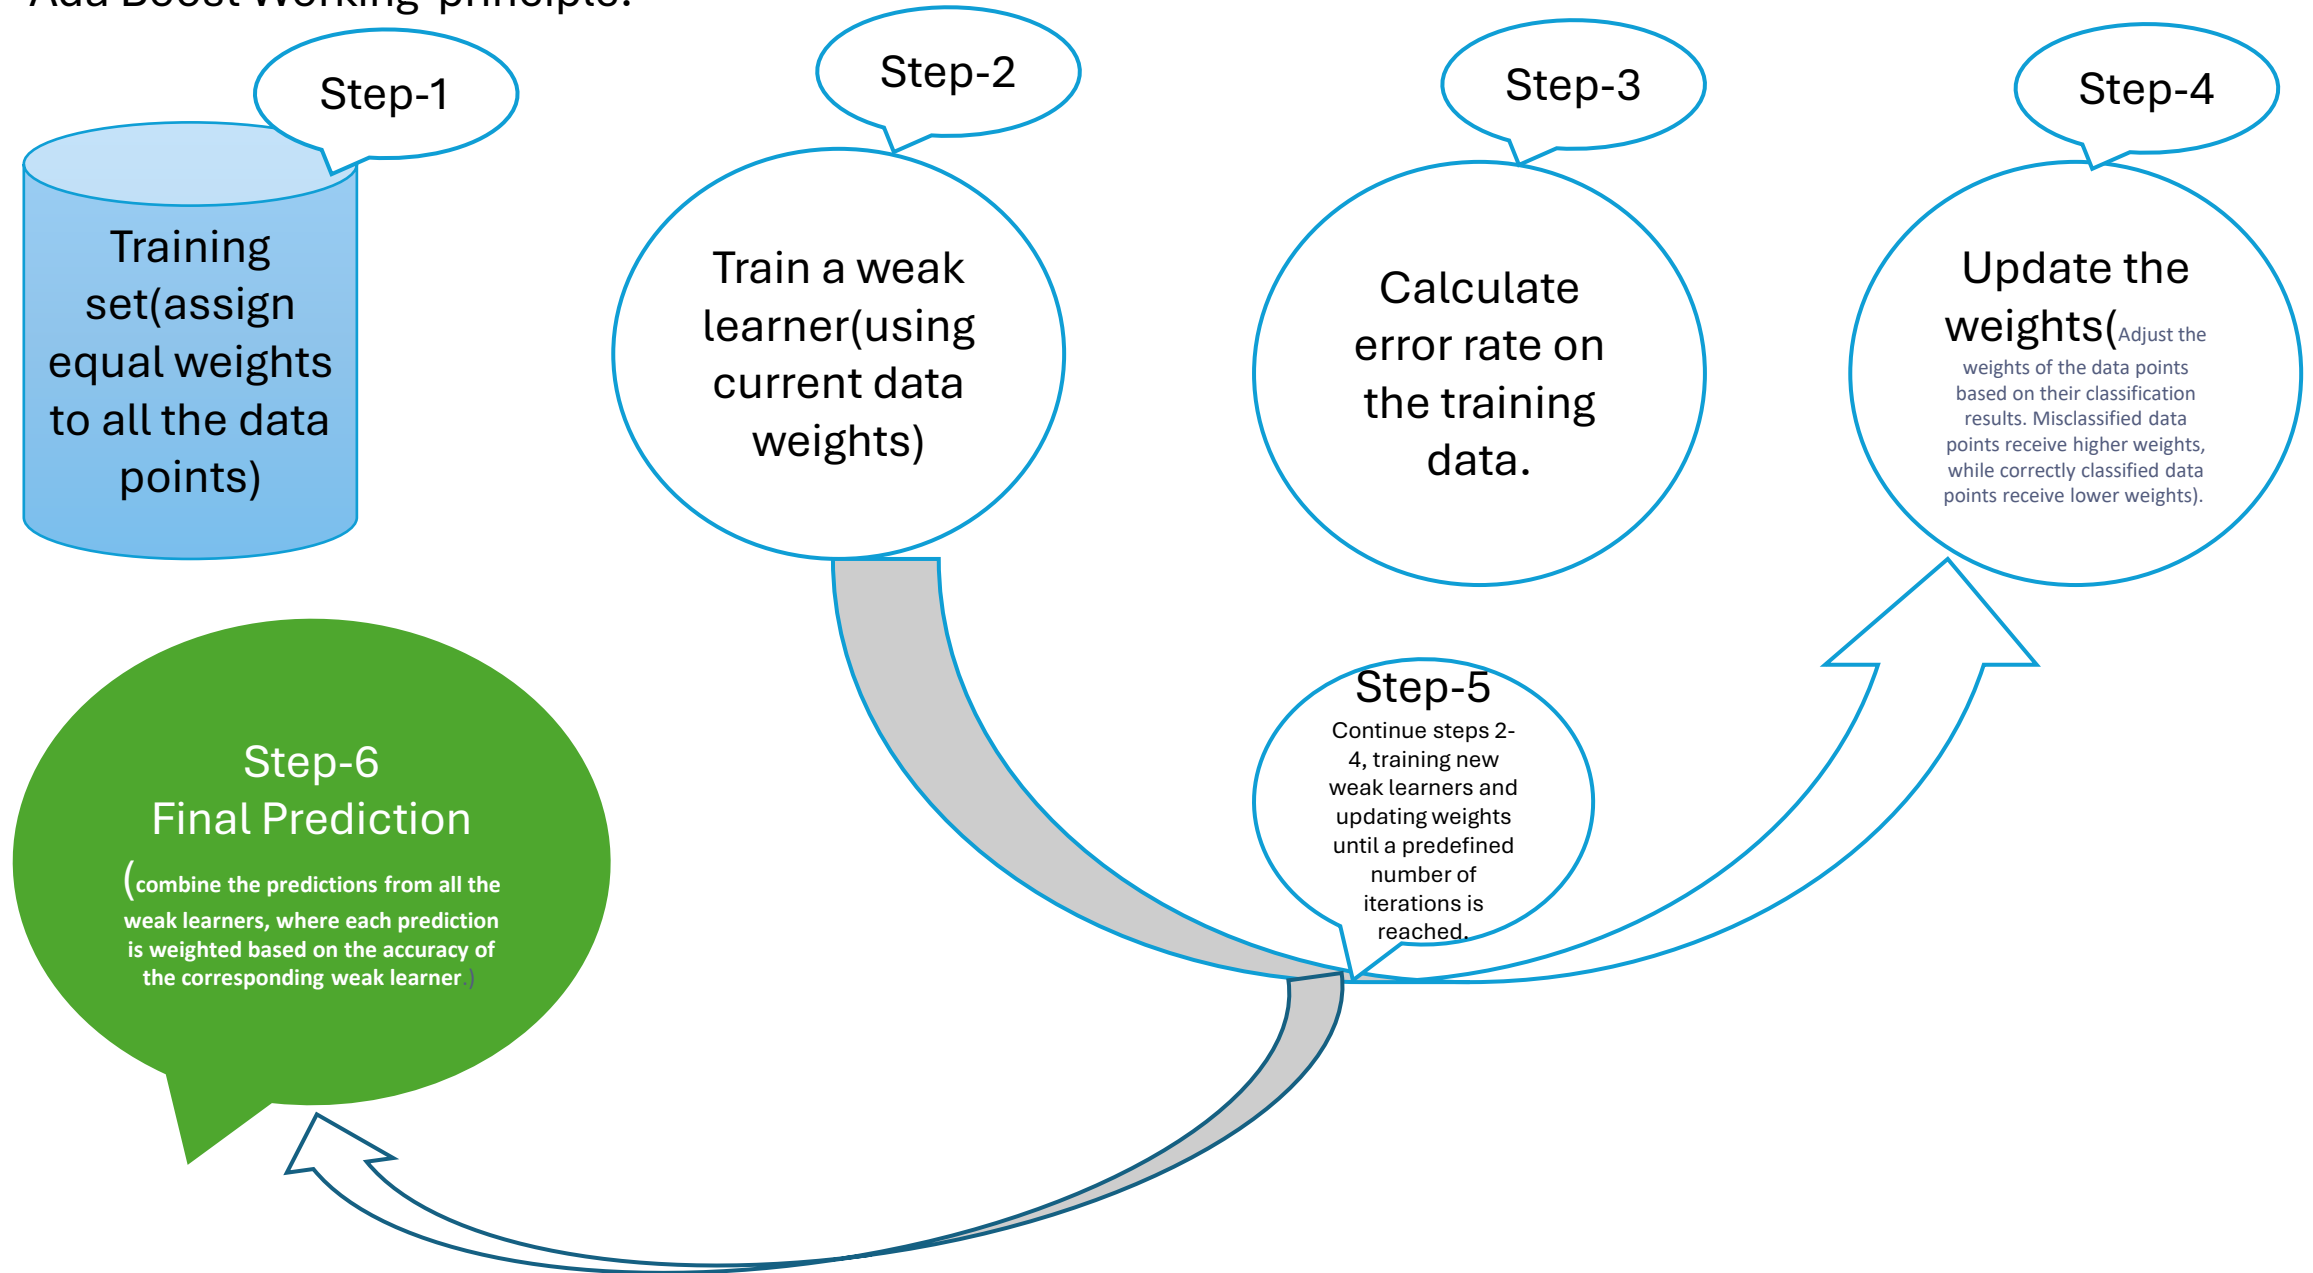 Ada Boost Working principle:
Step-1
Training
set(assign
equal weights
to all the data
points)
Step-2
Train a weak
learner(using
current data
weights)
Step-3
Calculate
error rate on
the training
data.
Step-4
Update the
weights(Adjust the
weights of the data points
based on their classification
results. Misclassified data
points receive higher weights,
while correctly classified data
points receive lower weights).
Step-5
Continue steps 2-
4, training new
weak learners and
updating weights
until a predefined
number of
iterations is
reached.
Step-6
Final Prediction
(combine the predictions from all the
weak learners, where each prediction
is weighted based on the accuracy of
the corresponding weak learner.)